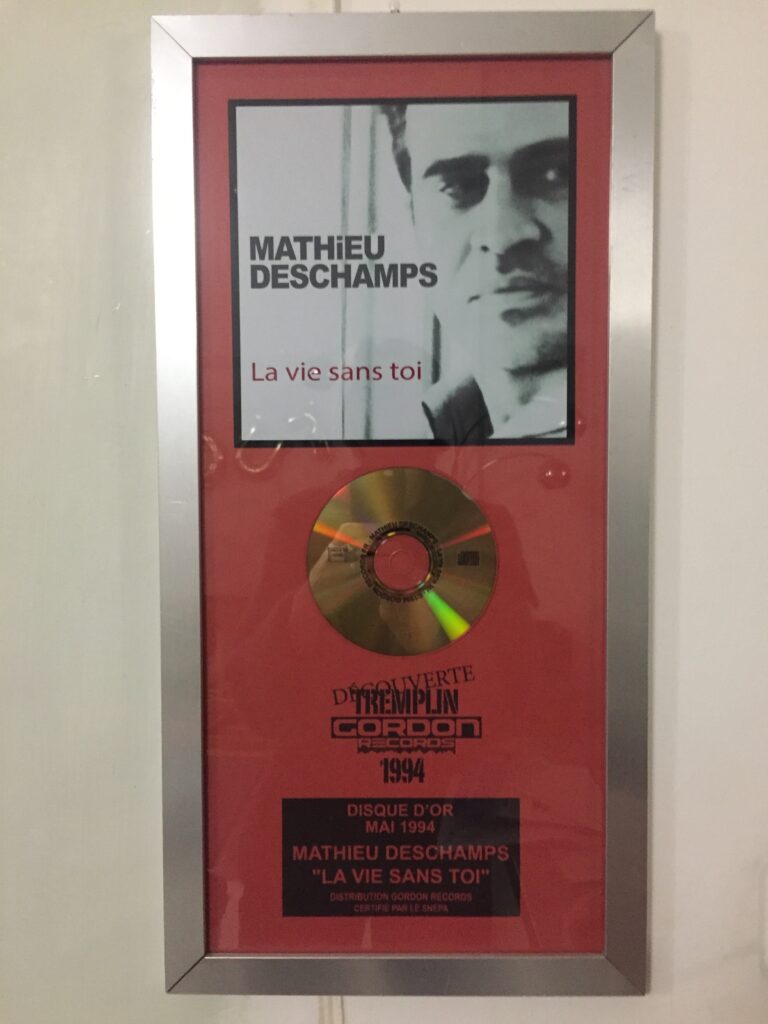 MATHiEU
DESCHAMPS
La vie sans toi
DÉCOUVERTE
TREMPLIN
GORDON
RECORDS
1994
DISQUE D'OR
MAI 1994
MATHIEU DESCHAMPS
"LA VIE SANS TOI"
DISTRIBUTION GORDON RECORDS
CERTIFIÉ PAR LE SNEPA